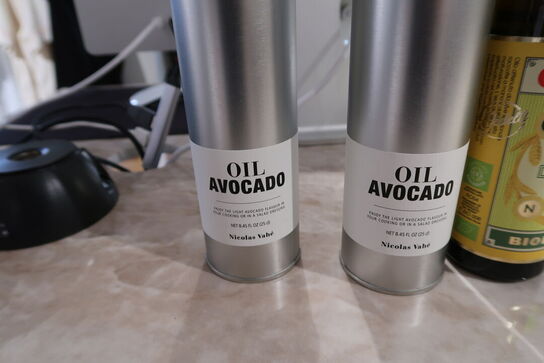 OIL
AVOCADO
ENJOY THE LIGHT AVOCADO FLAVOUR IN
YOUR COOKING OR IN A SALAD DRESSING.
NET 8.45 FL OZ (25 cl)
Nicolas Vahé
OIL
AVOCADO
ENJOY THE LIGHT AVOCADO FLAVOUR IN
YOUR COOKING OR IN A SALAD DRESSING.
NET 8.45 FL OZ (25 cl)
Nicolas Vahé
N
BIO